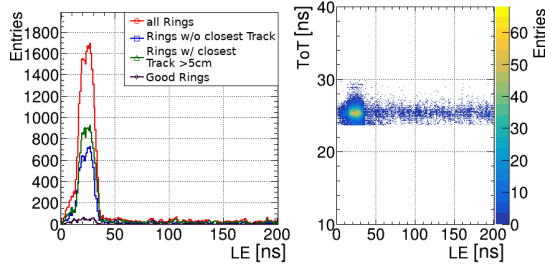 Entries
1800
1600
1400
1200
1000
800
600
400
200
0
0 50 100 150 200
LE [ns]
all Rings
Rings w/o closest Track
Rings w/ closest
Track >5cm
Good Rings
ToT [ns]
40
30
20
10
0 50 100 150 200
LE [ns]
Entries
60
50
40
30
20
10
0